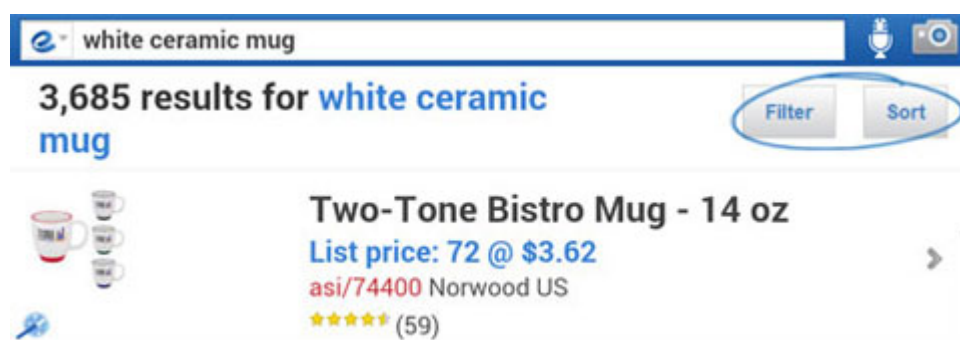 white ceramic mug
3,685 results for white ceramic
mug
Filter
Sort
Two-Tone Bistro Mug - 14 oz
List price: 72 @ $3.62
asi/74400 Norwood US
(59)